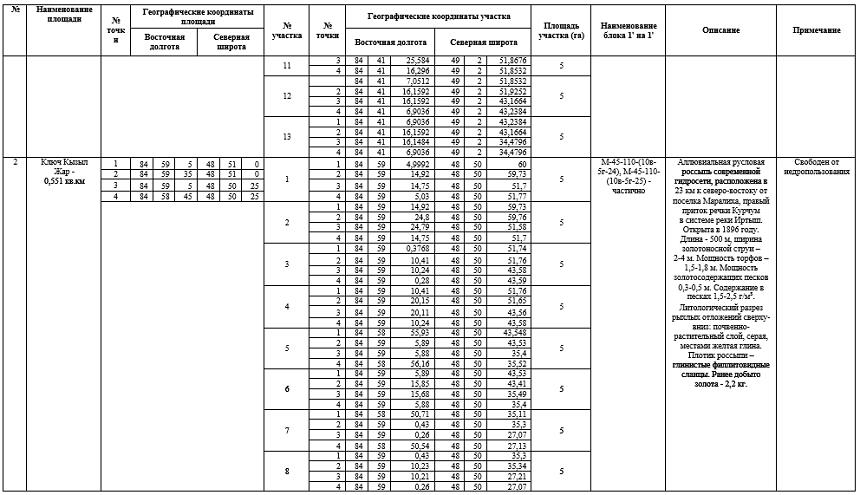 № Наименование площади № точки Географические координаты площади № участка № точки Географические координаты участка Площадь участка (га) Наименование блока 1' на 1' Описание Примечание
Восточная долгота Северная широта Восточная долгота Северная широта
11 3 84 41 25,584 49 2 51,8676 5
4 84 41 16,296 49 2 51,8532
12 84 41 7,0512 49 2 51,8532 5
2 84 41 16,1592 49 2 51,9252
3 84 41 16,1592 49 2 43,1664
4 84 41 6,9036 49 2 43,2384
13 1 84 41 6,9036 49 2 43,2384 5
2 84 41 16,1592 49 2 43,1664
3 84 41 16,1484 49 2 34,4796
4 84 41 6,9036 49 2 34,4796
2 Ключ Кызыл Жар - 0,551 кв.км
1 84 59 5 48 51 0
2 84 59 35 48 51 0
3 84 59 5 48 50 25
4 84 58 45 48 50 25
1 1 84 59 4,9992 48 50 60 5
2 84 59 14,92 48 50 59,73
3 84 59 14,75 48 50 51,7
4 84 59 5,03 48 50 51,77
2 1 84 59 14,92 48 50 59,73 5
2 84 59 24,8 48 50 59,76
3 84 59 24,79 48 50 51,58
4 84 59 14,75 48 50 51,7
3 1 84 59 0,3768 48 50 51,74 5
2 84 59 10,41 48 50 51,76
3 84 59 10,24 48 50 43,58
4 84 59 0,28 48 50 43,59
4 1 84 59 10,41 48 50 51,76 5
2 84 59 20,15 48 50 51,65
3 84 59 20,11 48 50 43,56
4 84 59 10,24 48 50 43,58
5 1 84 58 55,93 48 50 43,548 5
2 84 59 5,89 48 50 43,53
3 84 59 5,88 48 50 35,4
4 84 58 56,16 48 50 35,52
6 1 84 59 5,89 48 50 43,53 5
2 84 59 15,85 48 50 43,41
3 84 59 15,68 48 50 35,49
4 84 59 5,88 48 50 35,4
7 1 84 58 50,71 48 50 35,11 5
2 84 59 0,43 48 50 35,3
3 84 59 0,26 48 50 27,07
4 84 58 50,54 48 50 27,13
8 1 84 59 0,43 48 50 35,3 5
2 84 59 10,23 48 50 35,34
3 84 59 10,21 48 50 27,21
4 84 59 0,26 48 50 27,07
М-45-110-(10в-
5г-24), М-45-110-
(10в-5г-25) -
частично
Аллювиальная русловая
россыпь современной
гидросети, расположена в
23 км к северо-востоку от
поселка Маралиха, правый
приток речки Курчум
в системе реки Иртыш.
Открыта в 1896 году.
Длина - 500 м, ширина
золотоносной струи –
2-4 м. Мощность торфов –
1,5-1,8 м. Мощность
золотосодержащих песков
0,3-0,5 м. Содержание в
песках 1,5-2,5 г/м³.
Литологический разрез
рыхлых отложений сверху-
вниз: почвенно-
растительный слой, серая,
местами желтая глина.
Плотик россыпи –
глинистые филлитовидные
сланцы. Ранее добыто
золота - 2,2 кг.
Свободен от
недропользования